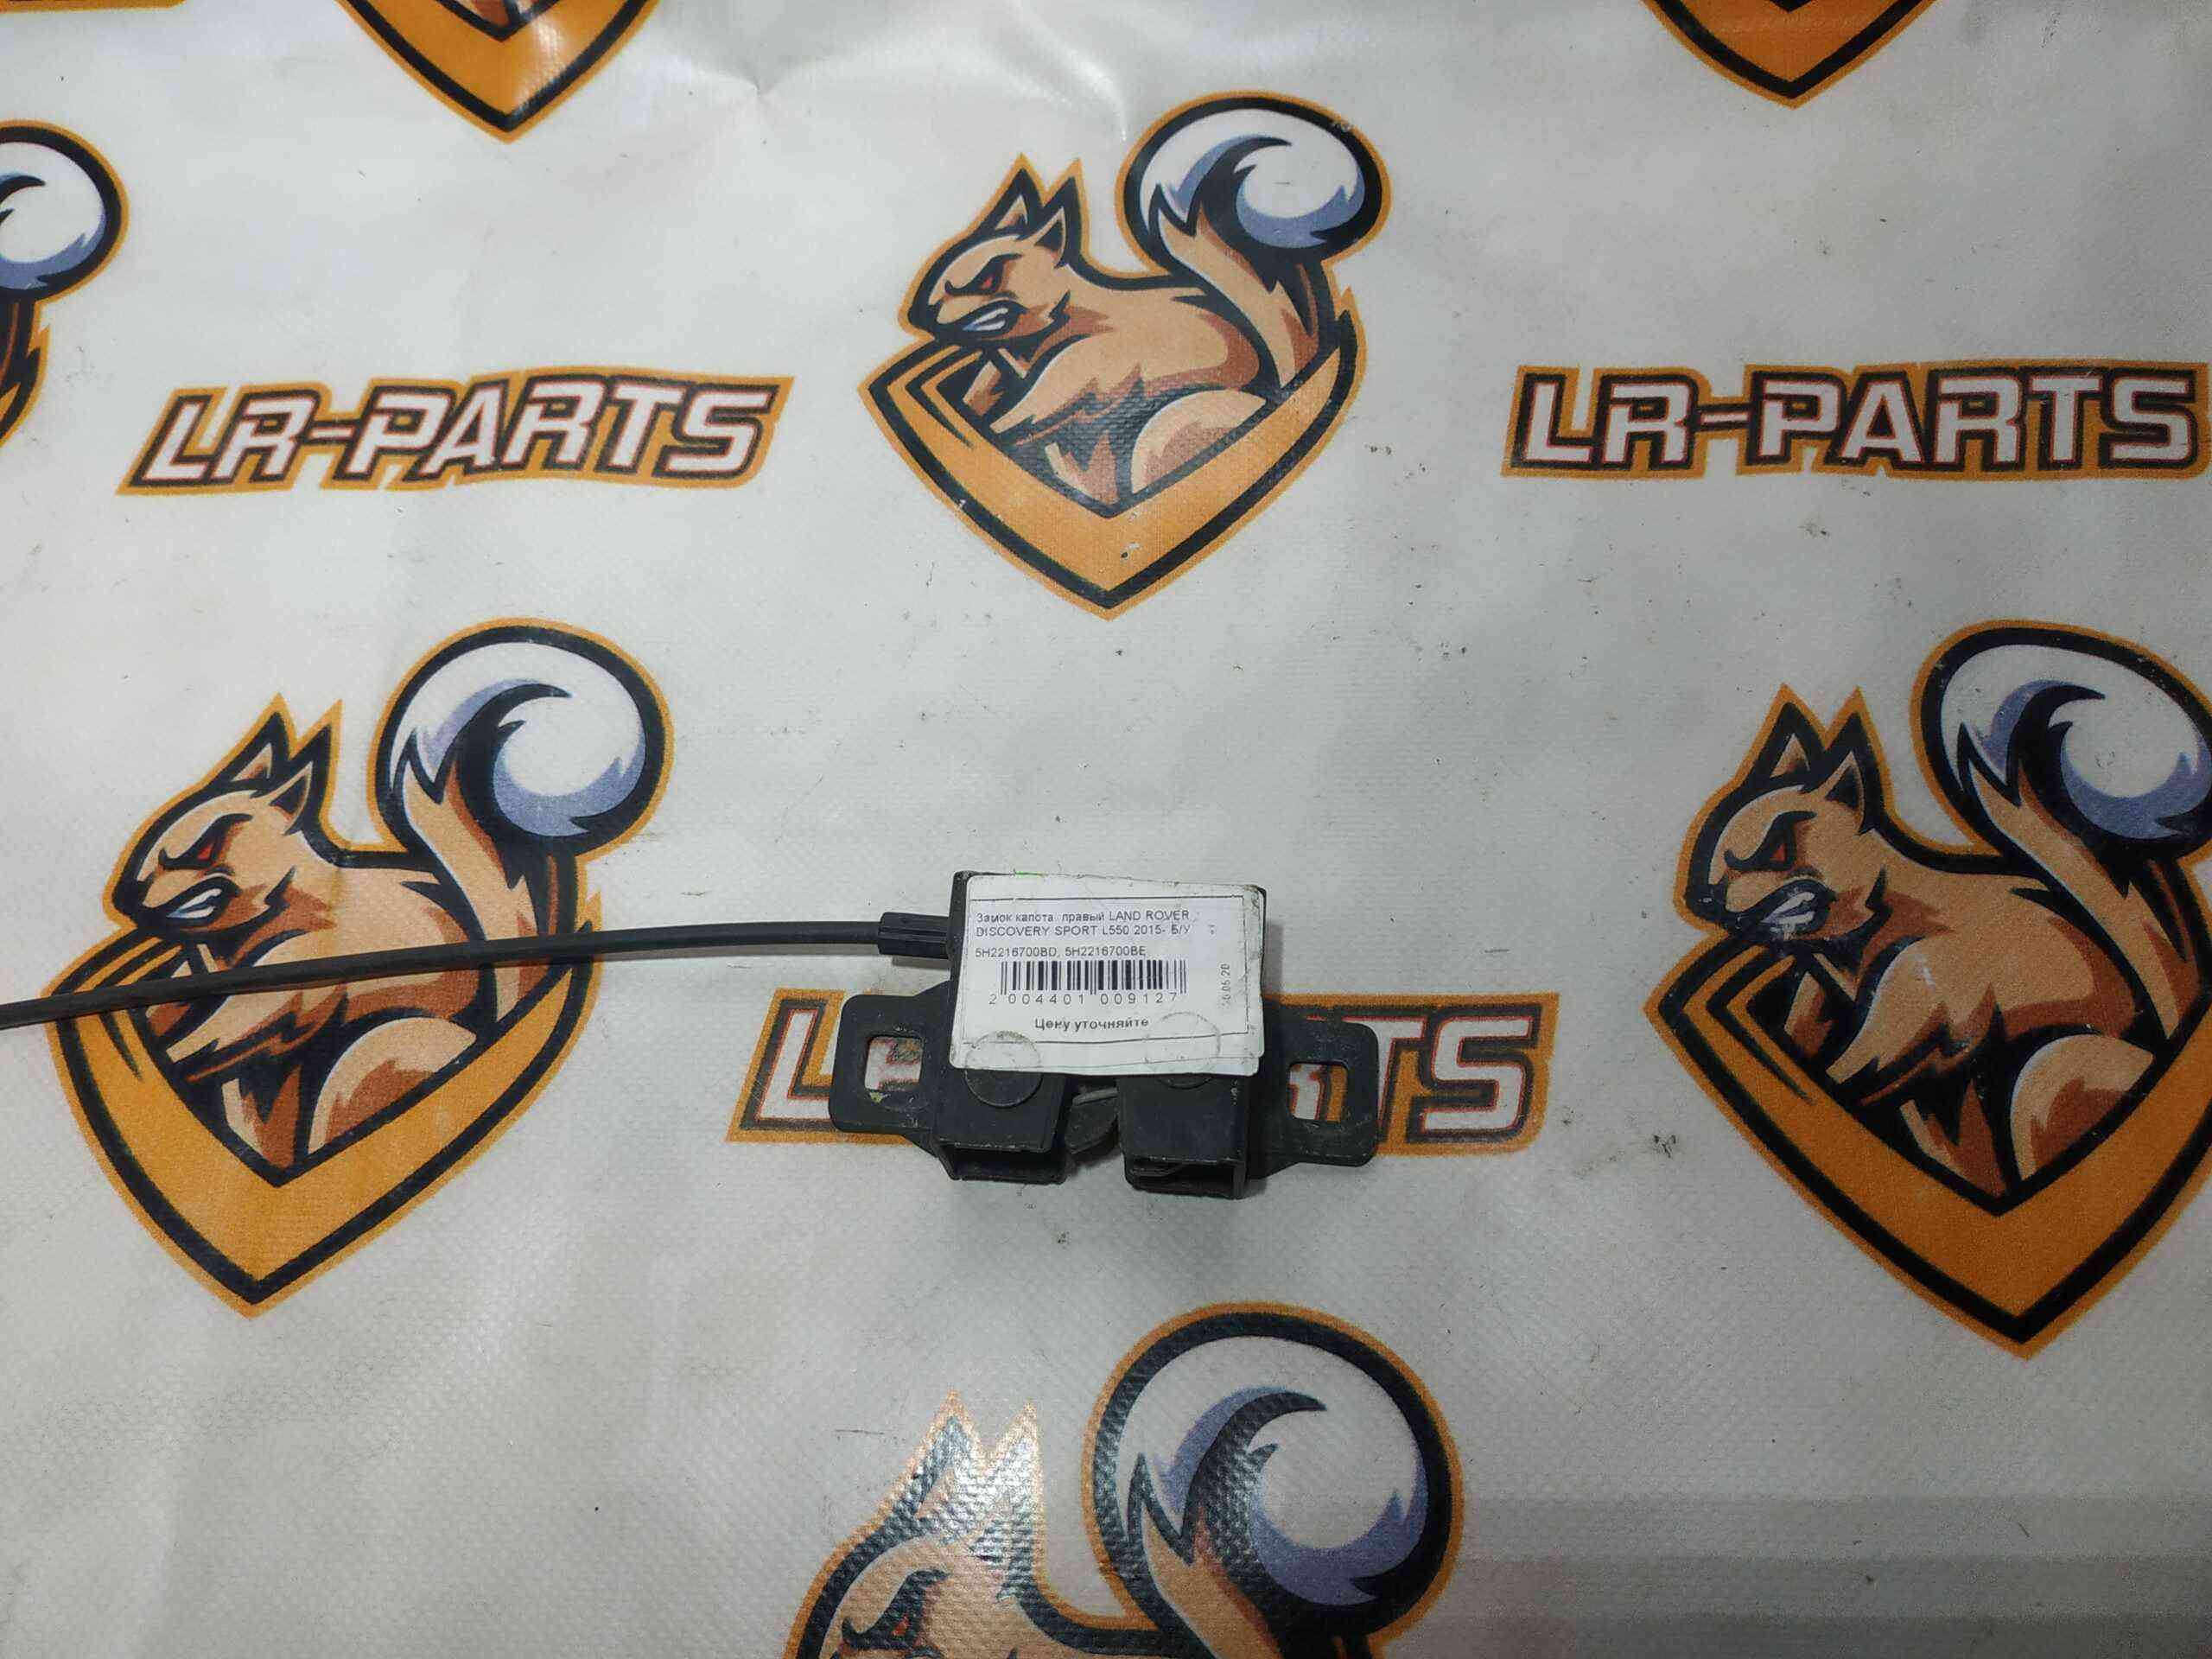 LR-PARTS
LR-PARTS
Замок капота правый LAND ROVER
DISCOVERY SPORT L550 2015- Б/У
5H2216700BD, 5H2216700BE
2 004401 009127
Цену уточняйте